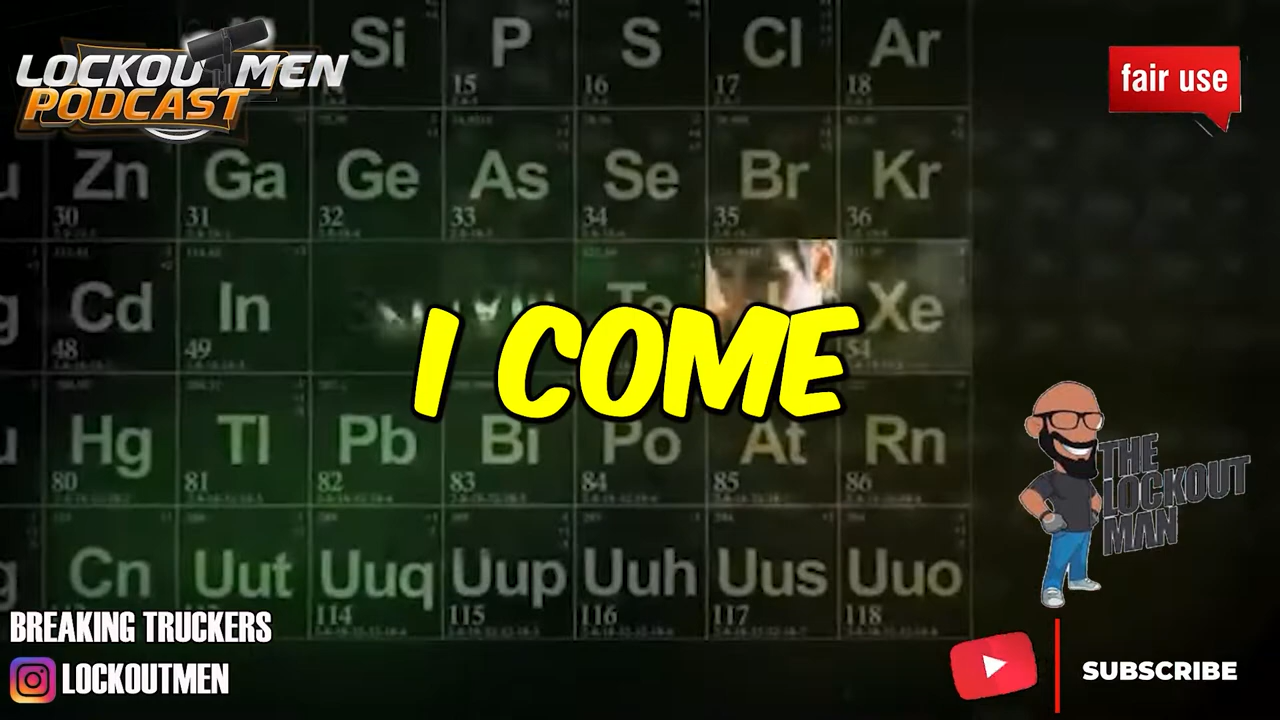 LOCKOUTMEN
PODCAST
fair use
Si P S Cl Ar
15 16 17 18
Zn Ga Ge As Se Br Kr
30 31 32 33 34 35 36
Cd In Te Xe
48 49 54
I COME
Hg Tl Pb Bi Po At Rn
80 81 82 83 84 85 86
Cn Uut Uuq Uup Uuh Uus Uuo
114 115 116 117 118
THE
LOCKOUT
MAN
BREAKING TRUCKERS
LOCKOUTMEN
SUBSCRIBE